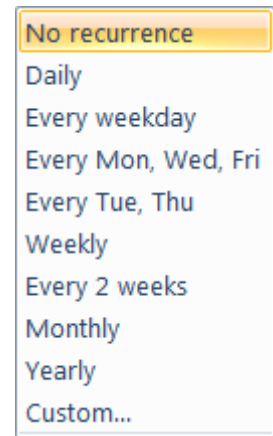 No recurrence
Daily
Every weekday
Every Mon, Wed, Fri
Every Tue, Thu
Weekly
Every 2 weeks
Monthly
Yearly
Custom...